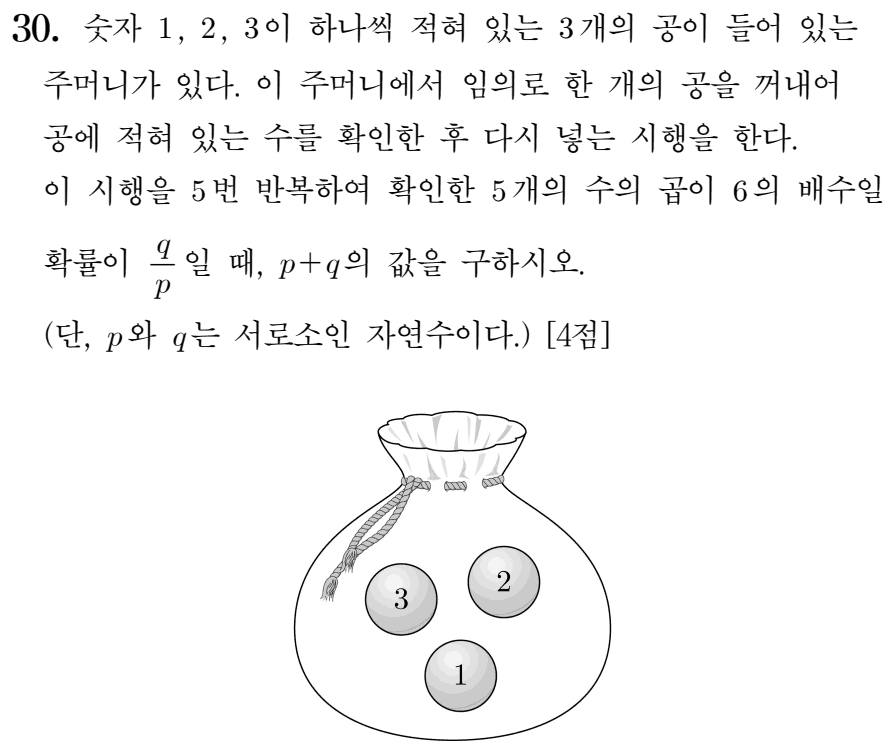 30. 숫자 1, 2, 3이 하나씩 적혀 있는 3개의 공이 들어 있는
주머니가 있다. 이 주머니에서 임의로 한 개의 공을 꺼내어
공에 적혀 있는 수를 확인한 후 다시 넣는 시행을 한다.
이 시행을 5번 반복하여 확인한 5개의 수의 곱이 6의 배수일
확률이 q/p일 때, p+q의 값을 구하시오.
(단, p와 q는 서로소인 자연수이다.) [4점]
3
2
1